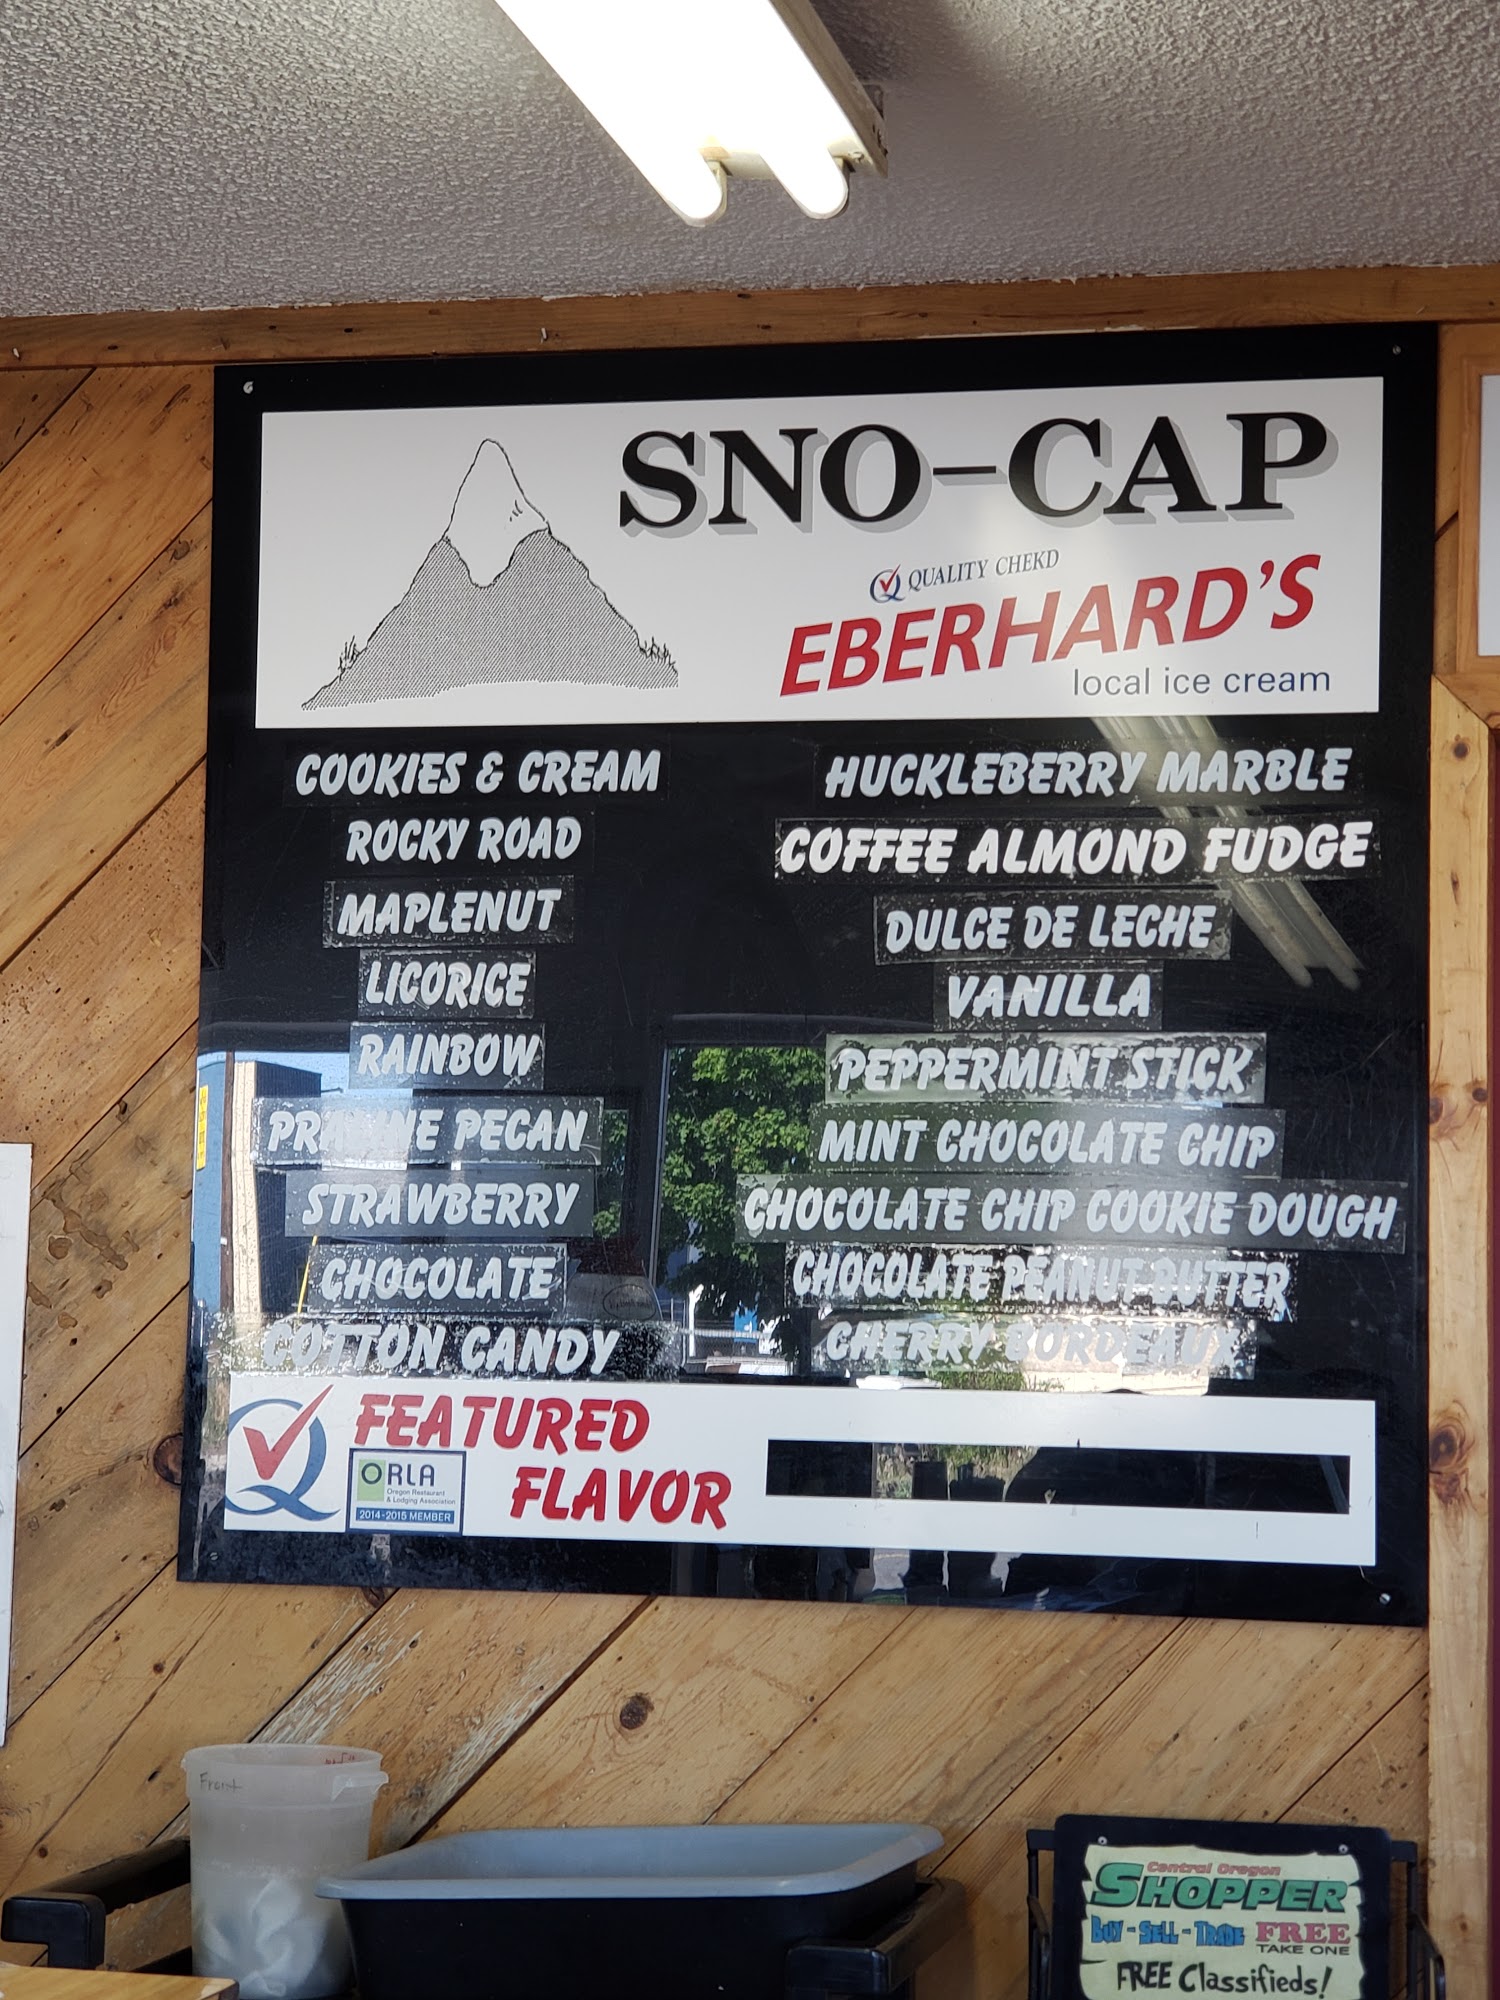 SNO-CAP
QUALITY CHEKD
EBERHARD'S
local ice cream
COOKIES & CREAM
ROCKY ROAD
MAPLENUT
LICORICE
RAINBOW
PRALINE PECAN
STRAWBERRY
CHOCOLATE
COTTON CANDY
HUCKLEBERRY MARBLE
COFFEE ALMOND FUDGE
DULCE DE LECHE
VANILLA
PEPPERMINT STICK
MINT CHOCOLATE CHIP
CHOCOLATE CHIP COOKIE DOUGH
CHOCOLATE PEANUT BUTTER
CHERRY BORDEAUX
FEATURED
FLAVOR
ORLA
Oregon Restaurant
& Lodging Association
2014-2015 MEMBER
Front
Central Oregon
SHOPPER
BUY - SELL - TRADE FREE
TAKE ONE
FREE Classifieds!